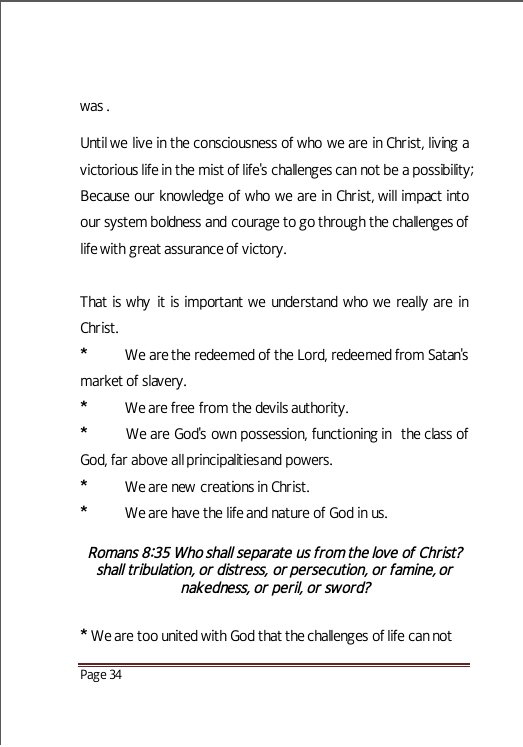 was .
Until we live in the consciousness of who we are in Christ, living a
victorious life in the mist of life's challenges can not be a possibility;
Because our knowledge of who we are in Christ, will impact into
our system boldness and courage to go through the challenges of
life with great assurance of victory.
That is why it is important we understand who we really are in
Christ.
* We are the redeemed of the Lord, redeemed from Satan's
market of slavery.
* We are free from the devils authority.
* We are God's own possession, functioning in the class of
God, far above all principalities and powers.
* We are new creations in Christ.
* We are have the life and nature of God in us.
Romans 8:35 Who shall separate us from the love of Christ?
shall tribulation, or distress, or persecution, or famine, or
nakedness, or peril, or sword?
* We are too united with God that the challenges of life can not
Page 34